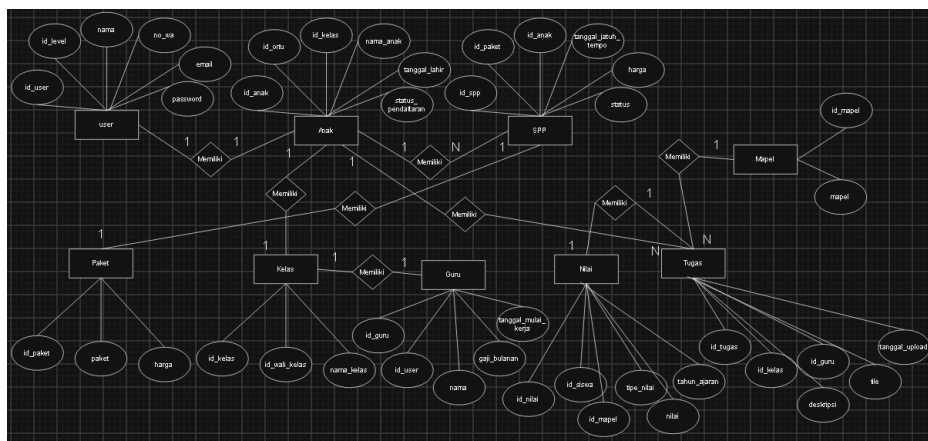 nama
no_wa
id_level
email
id_user
password
user
id_kelas
nama_anak
id_ortu
tanggal_lahir
id_anak
status_
pendaftaran
Anak
id_anak
tanggal_jatuh_
tempo
id_paket
harga
id_spp
status
SPP
id_mapel
Mapel
mapel
1
Memiliki
1
1
Memiliki
N
1
1
1
Memiliki
1
Memiliki
Memiliki
Memiliki
1
Memiliki
1
1
1
1
Memiliki
1
1
N
N
Paket
Kelas
Guru
Nilai
Tugas
id_paket
paket
harga
id_kelas
id_wali_kelas
nama_kelas
id_guru
id_user
nama
gaji_bulanan
tanggal_mulai_
kerja
id_nilai
id_siswa
id_mapel
tipe_nilai
nilai
tahun_ajaran
id_tugas
id_kelas
deskripsi
id_guru
tanggal_upload